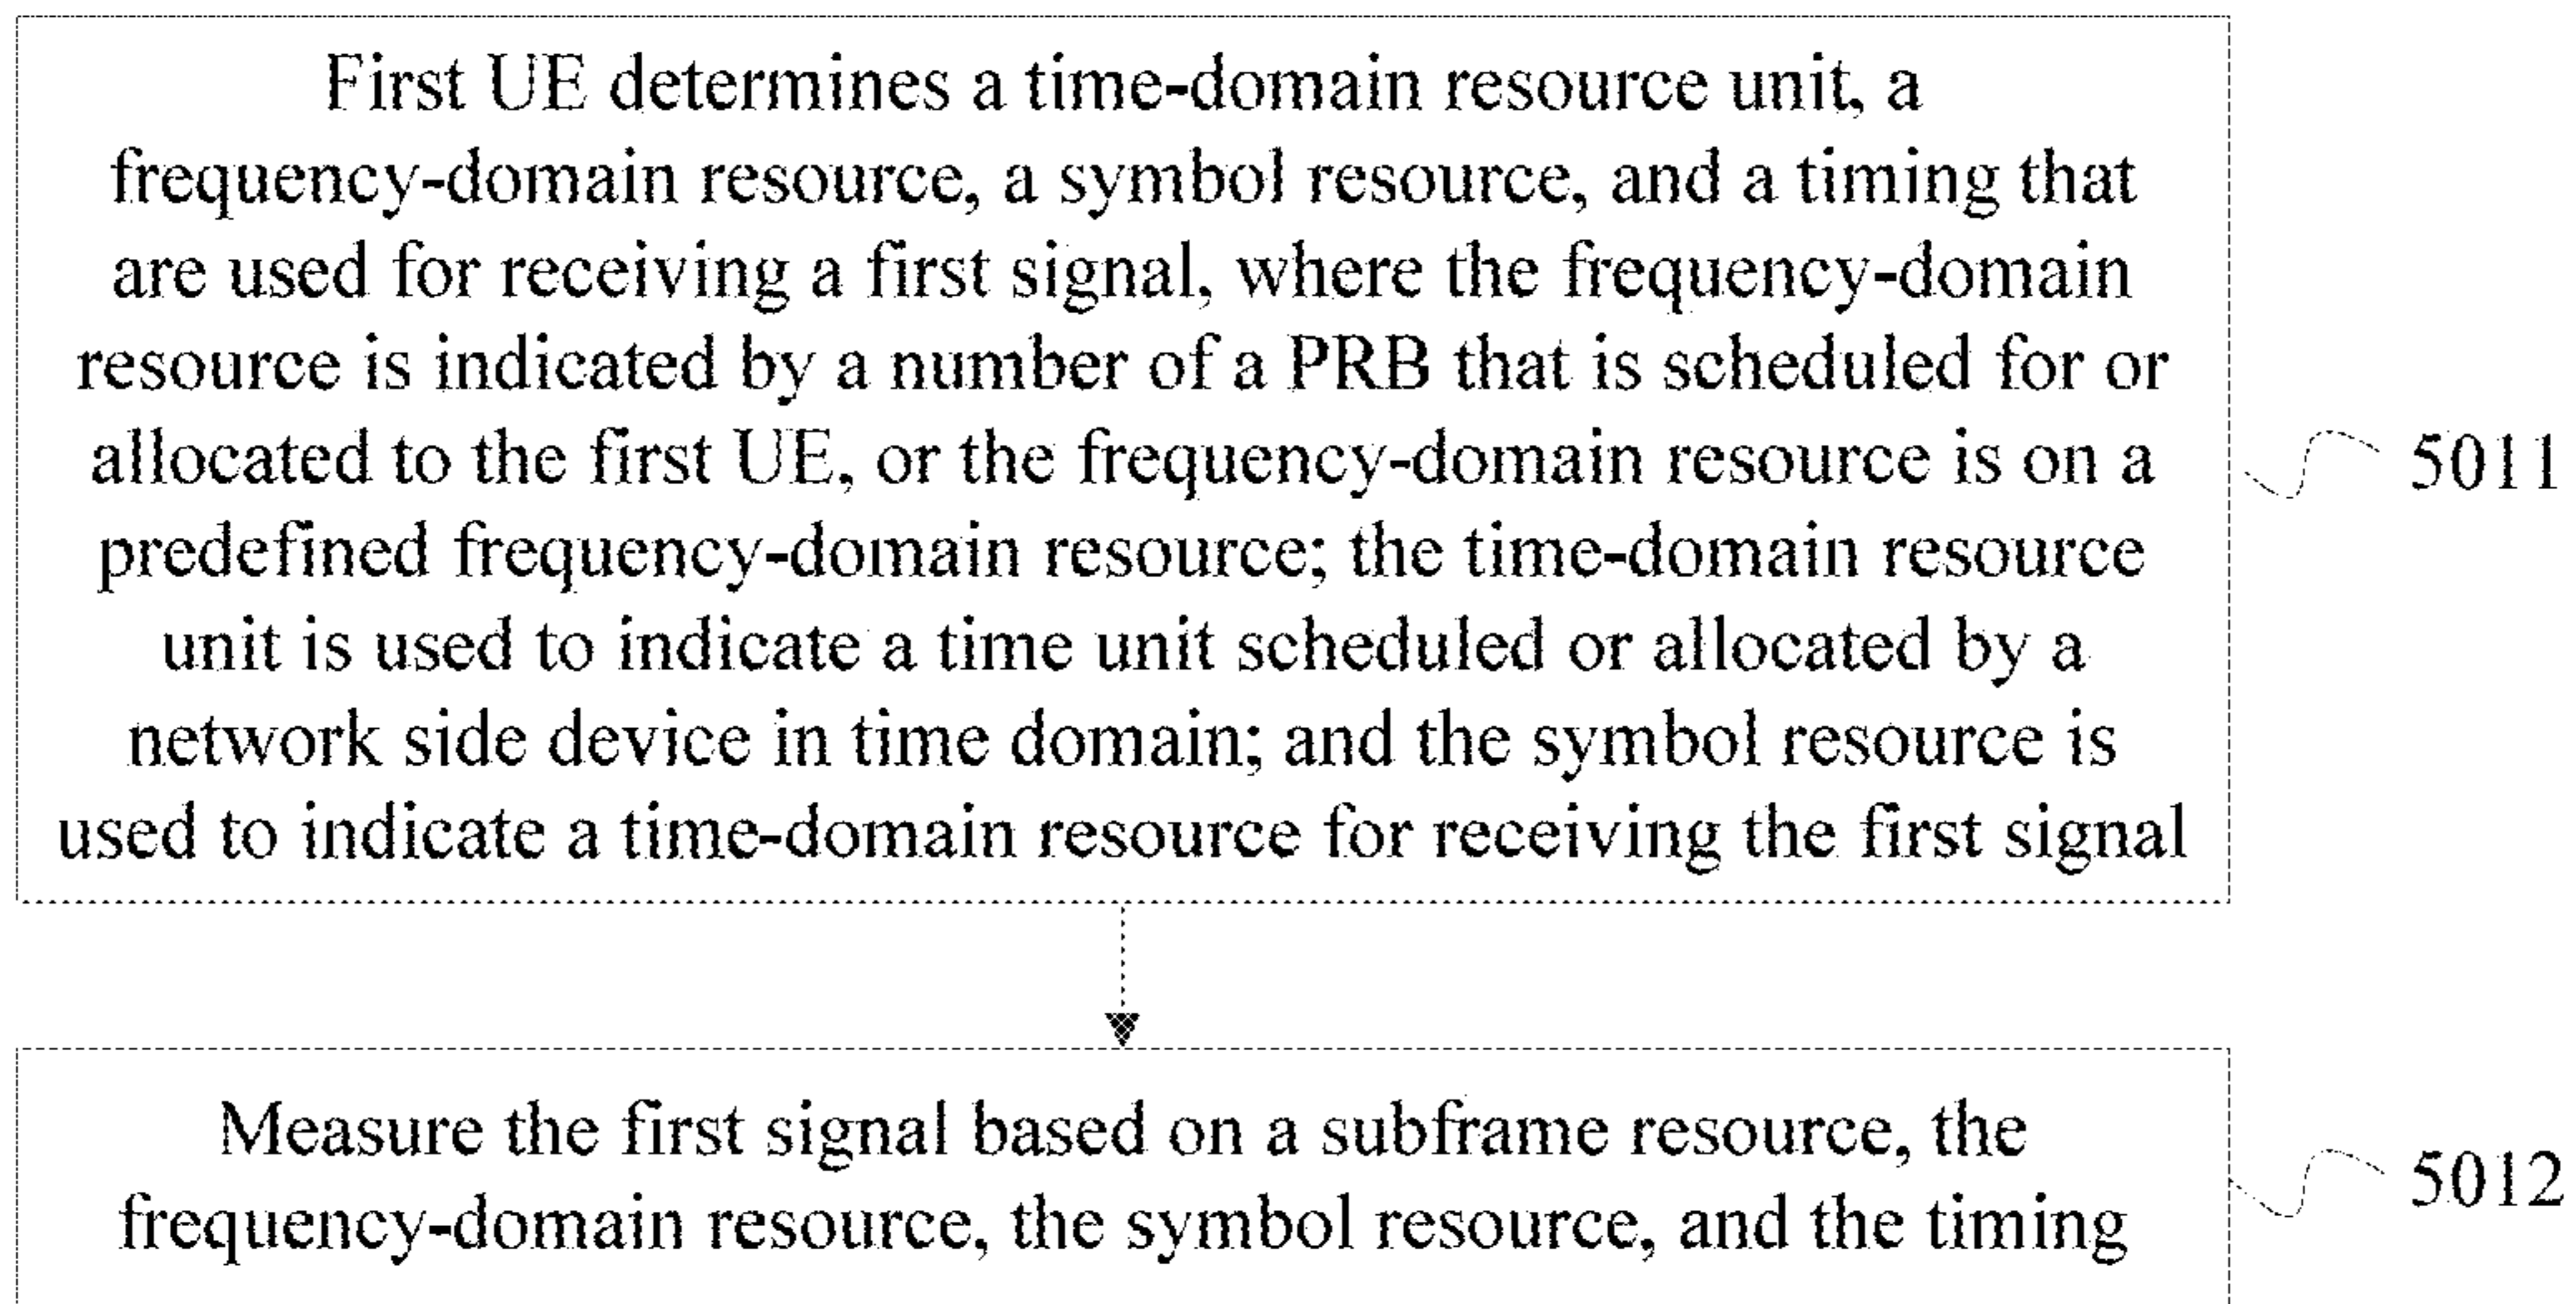 First UE determines a time-domain resource unit, a
frequency-domain resource, a symbol resource, and a timing that
are used for receiving a first signal, where the frequency-domain
resource is indicated by a number of a PRB that is scheduled for or
allocated to the first UE, or the frequency-domain resource is on a
predefined frequency-domain resource; the time-domain resource
unit is used to indicate a time unit scheduled or allocated by a
network side device in time domain; and the symbol resource is
used to indicate a time-domain resource for receiving the first signal
5011
Measure the first signal based on a subframe resource, the
frequency-domain resource, the symbol resource, and the timing
5012